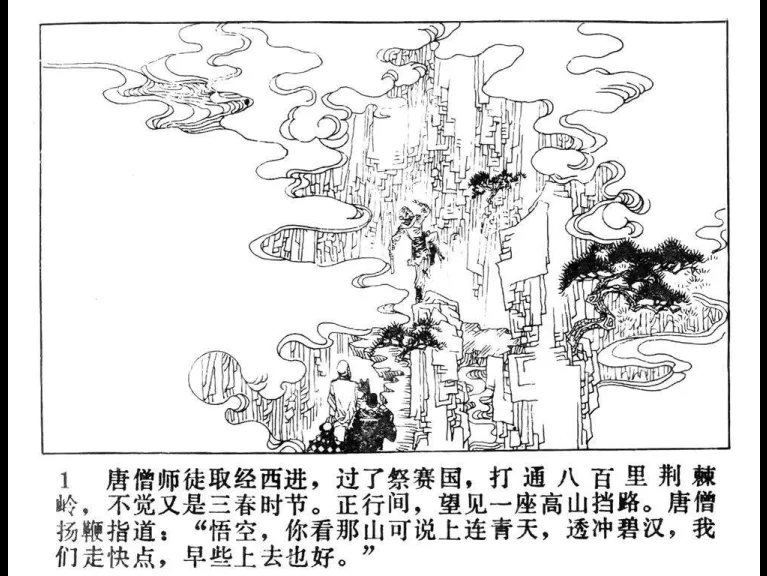 1 唐僧师徒取经西进，过了祭赛国，打通八百里荆棘
岭，不觉又是三春时节。正行间，望见一座高山挡路。唐僧
扬鞭指道：“悟空，你看那山可说上连青天，透冲碧汉，我
们走快点，早些上去也好。”